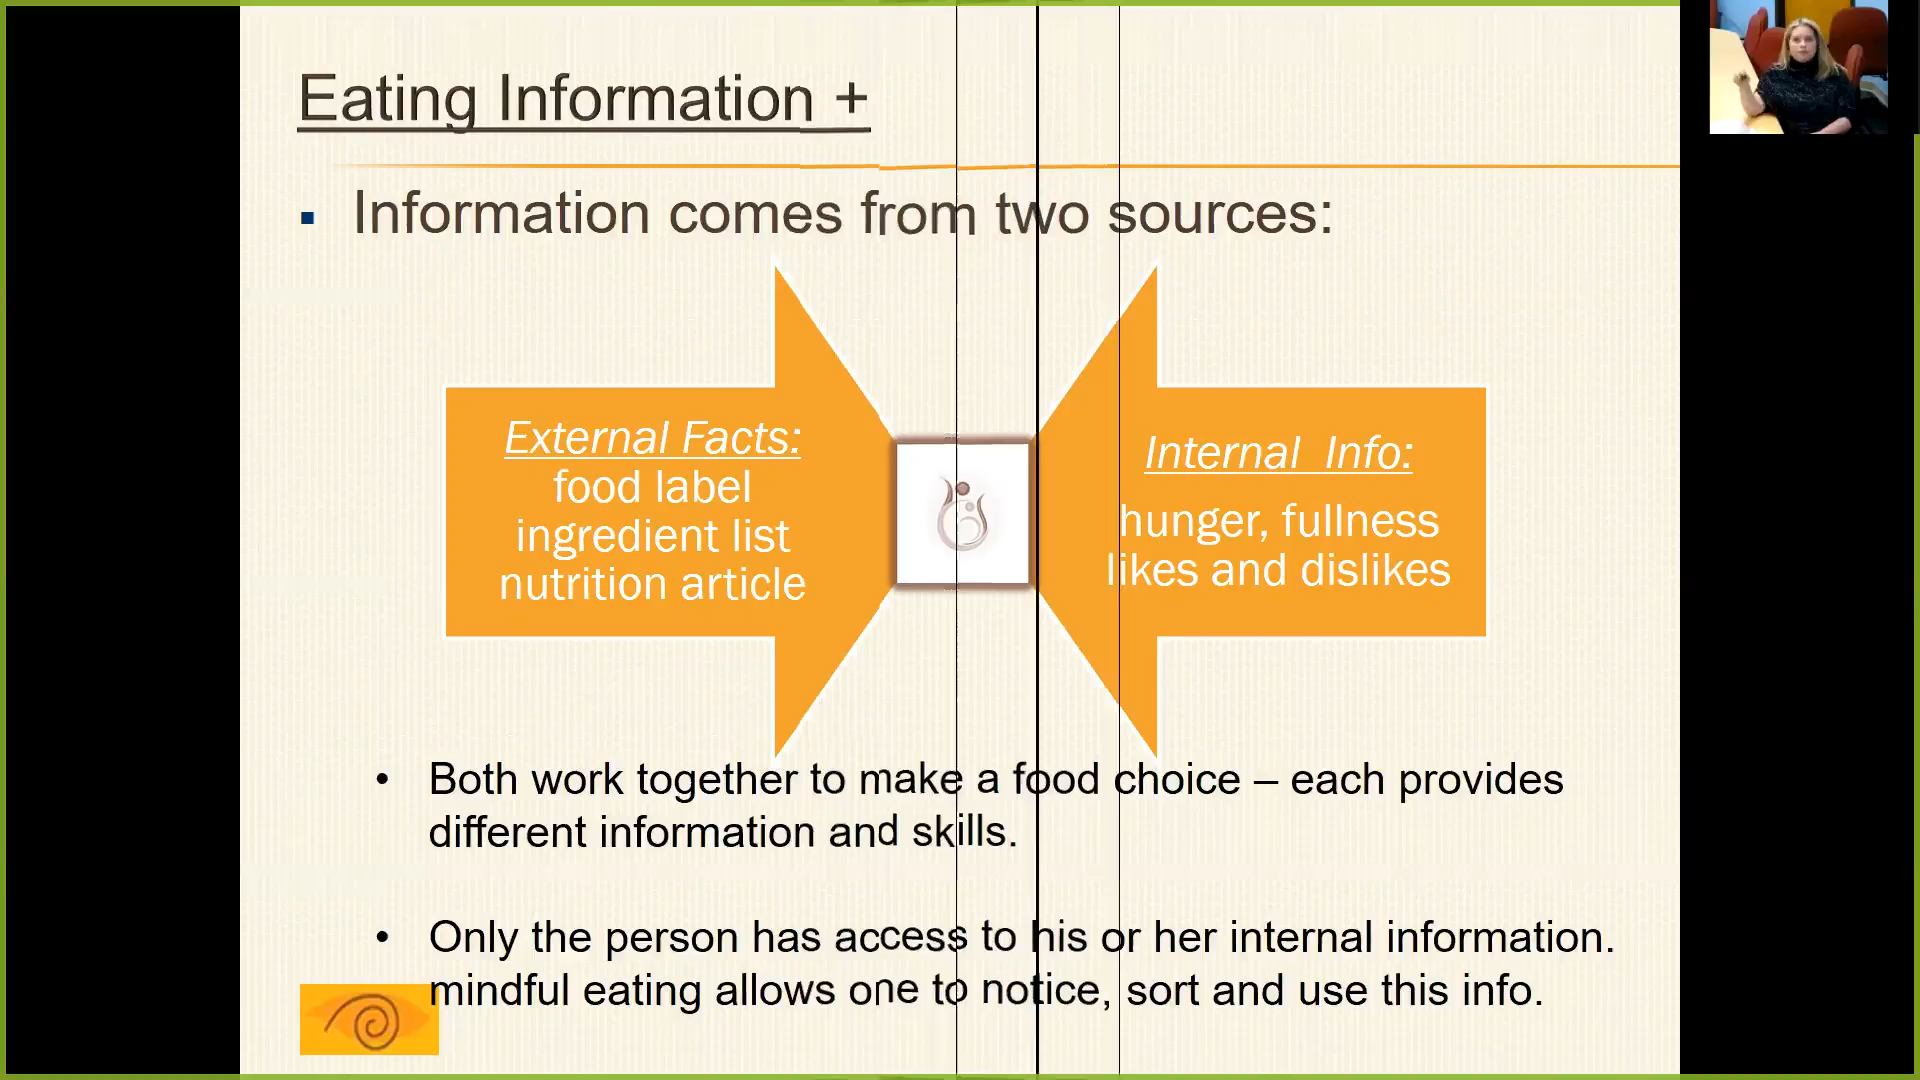 Eating Information +
Information comes from two sources:
External Facts:
food label
ingredient list
nutrition article
Internal Info:
hunger, fullness
likes and dislikes
• Both work together to make a food choice – each provides
different information and skills.
• Only the person has access to his or her internal information.
mindful eating allows one to notice, sort and use this info.